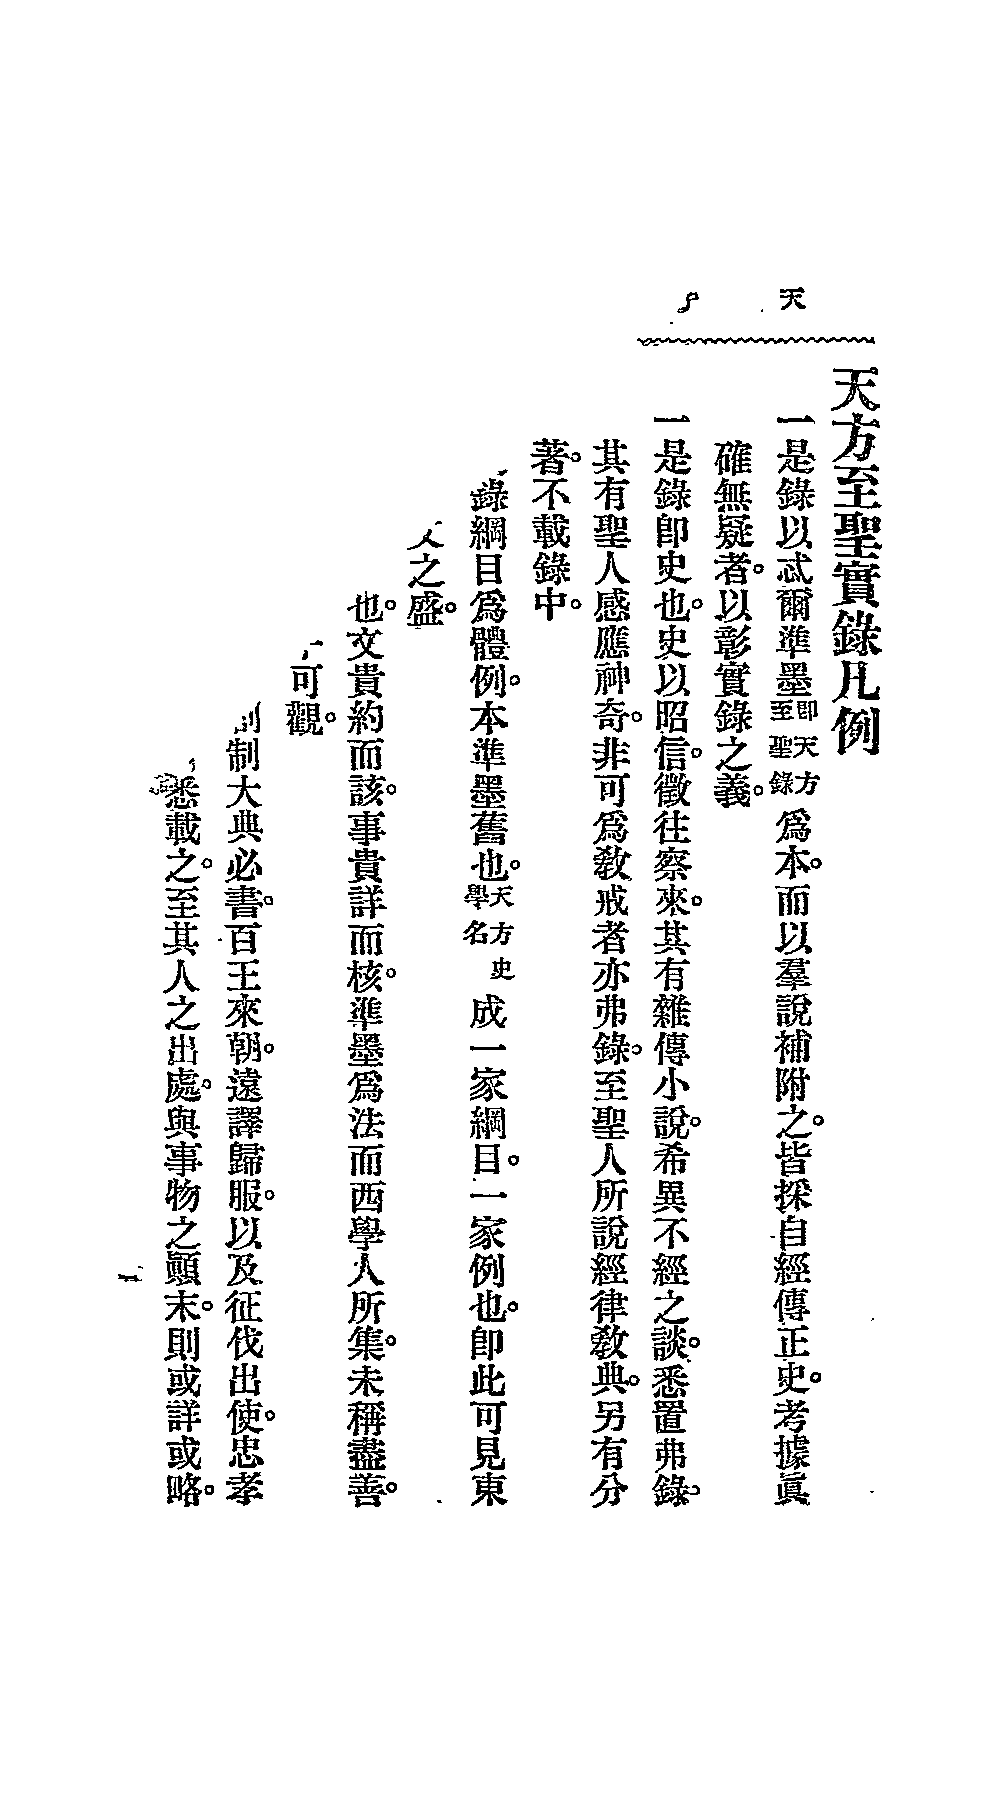 天
天方至聖實錄凡例
一是錄以忒爾準墨即天方至聖錄爲本。而以羣說補附之。皆採自經傳正史。考據眞
確無疑者。以彰實錄之義。
一是錄卽史也。史以昭信。徵往察來。其有雜傳小說。希異不經之談。悉置弗錄。
其有聖人感應神奇。非可爲敎戒者亦弗錄。至聖人所說經律敎典。另有分
著。不載錄中。
錄綱目爲體例。本準墨舊也。天方史學名成一家綱目。一家例也。卽此可見東
之盛。
也。文貴約而該。事貴詳而核。準墨爲法而西學人所集。未稱盡善。
可觀。
制大典必書。百王來朝。遠譯歸服。以及征伐出使。忠孝
悉載之。至其人之出處。與事物之顚末。則或詳或略。
一